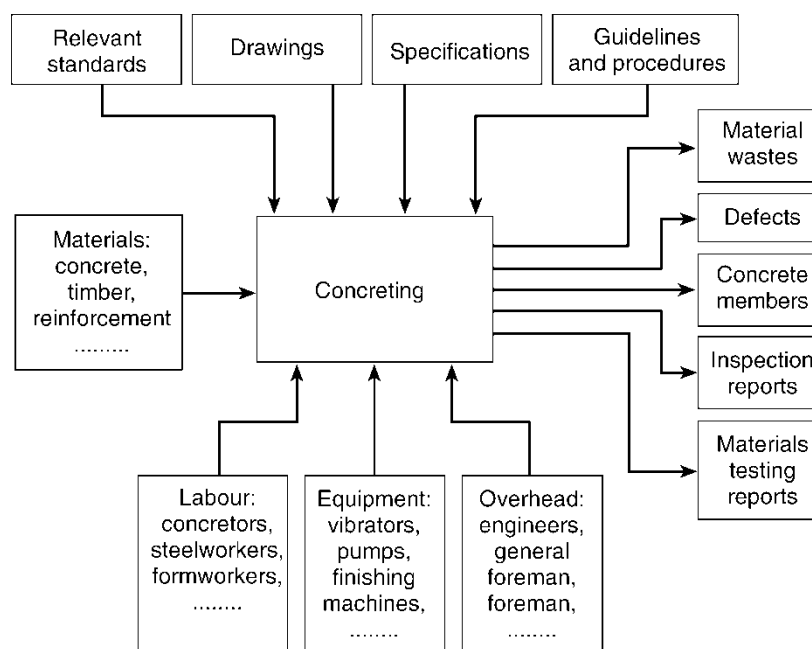 Relevant
standards
Drawings
Specifications
Guidelines
and procedures
Material
wastes
Defects
Concrete
members
Inspection
reports
Materials
testing
reports
Materials:
concrete,
timber,
reinforcement
.........
Concreting
Labour:
concretors,
steelworkers,
formworkers,
........
Equipment:
vibrators,
pumps,
finishing
machines,
........
Overhead:
engineers,
general
foreman,
foreman,
........